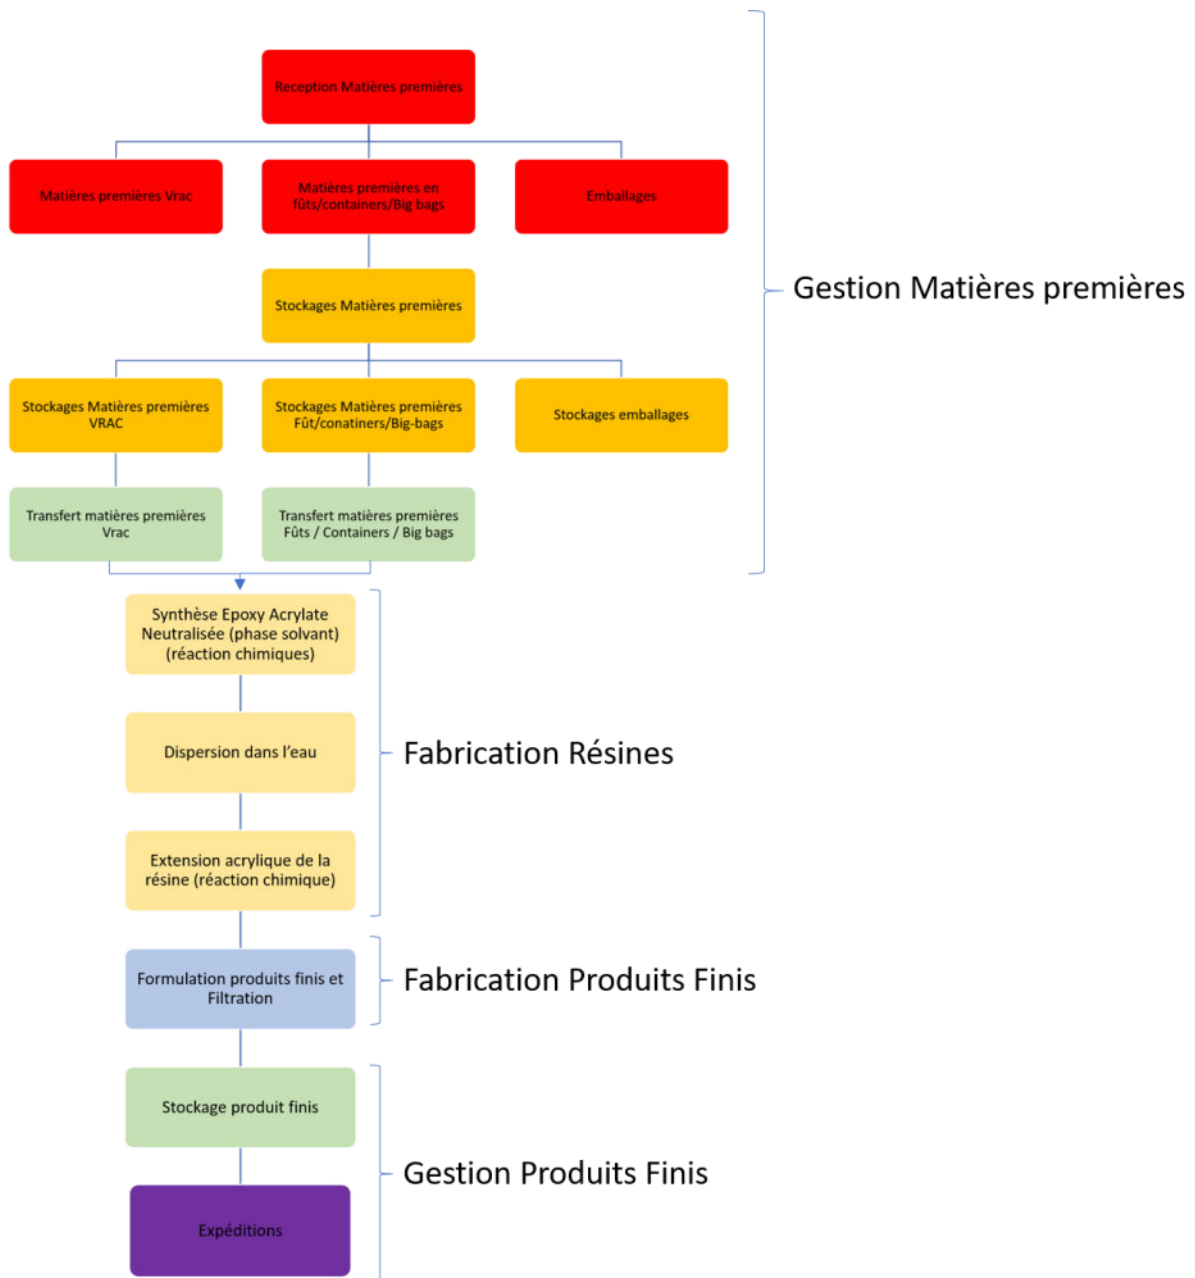 Reception Matières premières
Matières premières Vrac
Matières premières en
fûts/containers/Big bags
Emballages
Stockages Matières premières
Gestion Matières premières
Stockages Matières premières
VRAC
Stockages Matières premières
Fût/conatiners/Big-bags
Stockages emballages
Transfert matières premières
Vrac
Transfert matières premières
Fûts / Containers / Big bags
Synthèse Epoxy Acrylate
Neutralisée (phase solvant)
(réaction chimiques)
Dispersion dans l’eau
Fabrication Résines
Extension acrylique de la
résine (réaction chimique)
Formulation produits finis et
Filtration
Fabrication Produits Finis
Stockage produit finis
Gestion Produits Finis
Expéditions